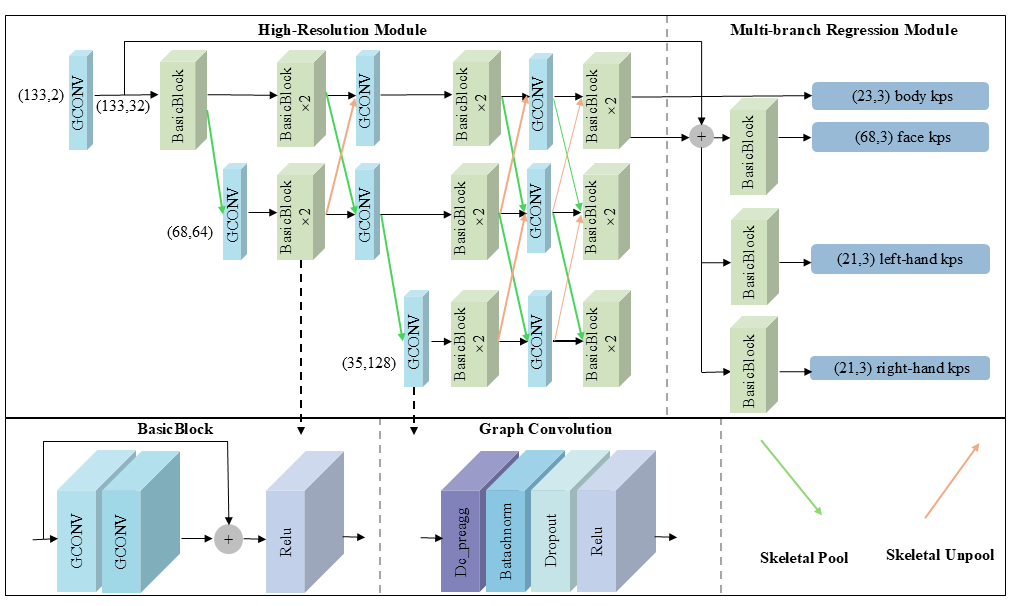 High-Resolution Module
Multi-branch Regression Module
(133,2)
GCONV
(133,32)
BasicBlock
BasicBlock
×2
GCONV
BasicBlock
×2
GCONV
BasicBlock
×2
(23,3) body kps
+
BasicBlock
(68,3) face kps
(68,64)
GCONV
BasicBlock
×2
GCONV
BasicBlock
×2
GCONV
BasicBlock
×2
BasicBlock
(21,3) left-hand kps
(35,128)
GCONV
BasicBlock
×2
GCONV
BasicBlock
×2
BasicBlock
(21,3) right-hand kps
BasicBlock
GCONV
GCONV
+
Relu
Graph Convolution
Dc_preagg
Batachnorm
Dropout
Relu
Skeletal Pool
Skeletal Unpool